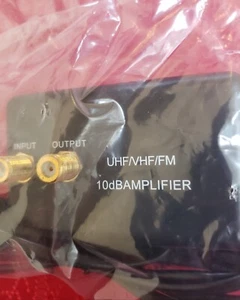 INPUT OUTPUT
UHF/VHF/FM
10dBAMPLIFIER